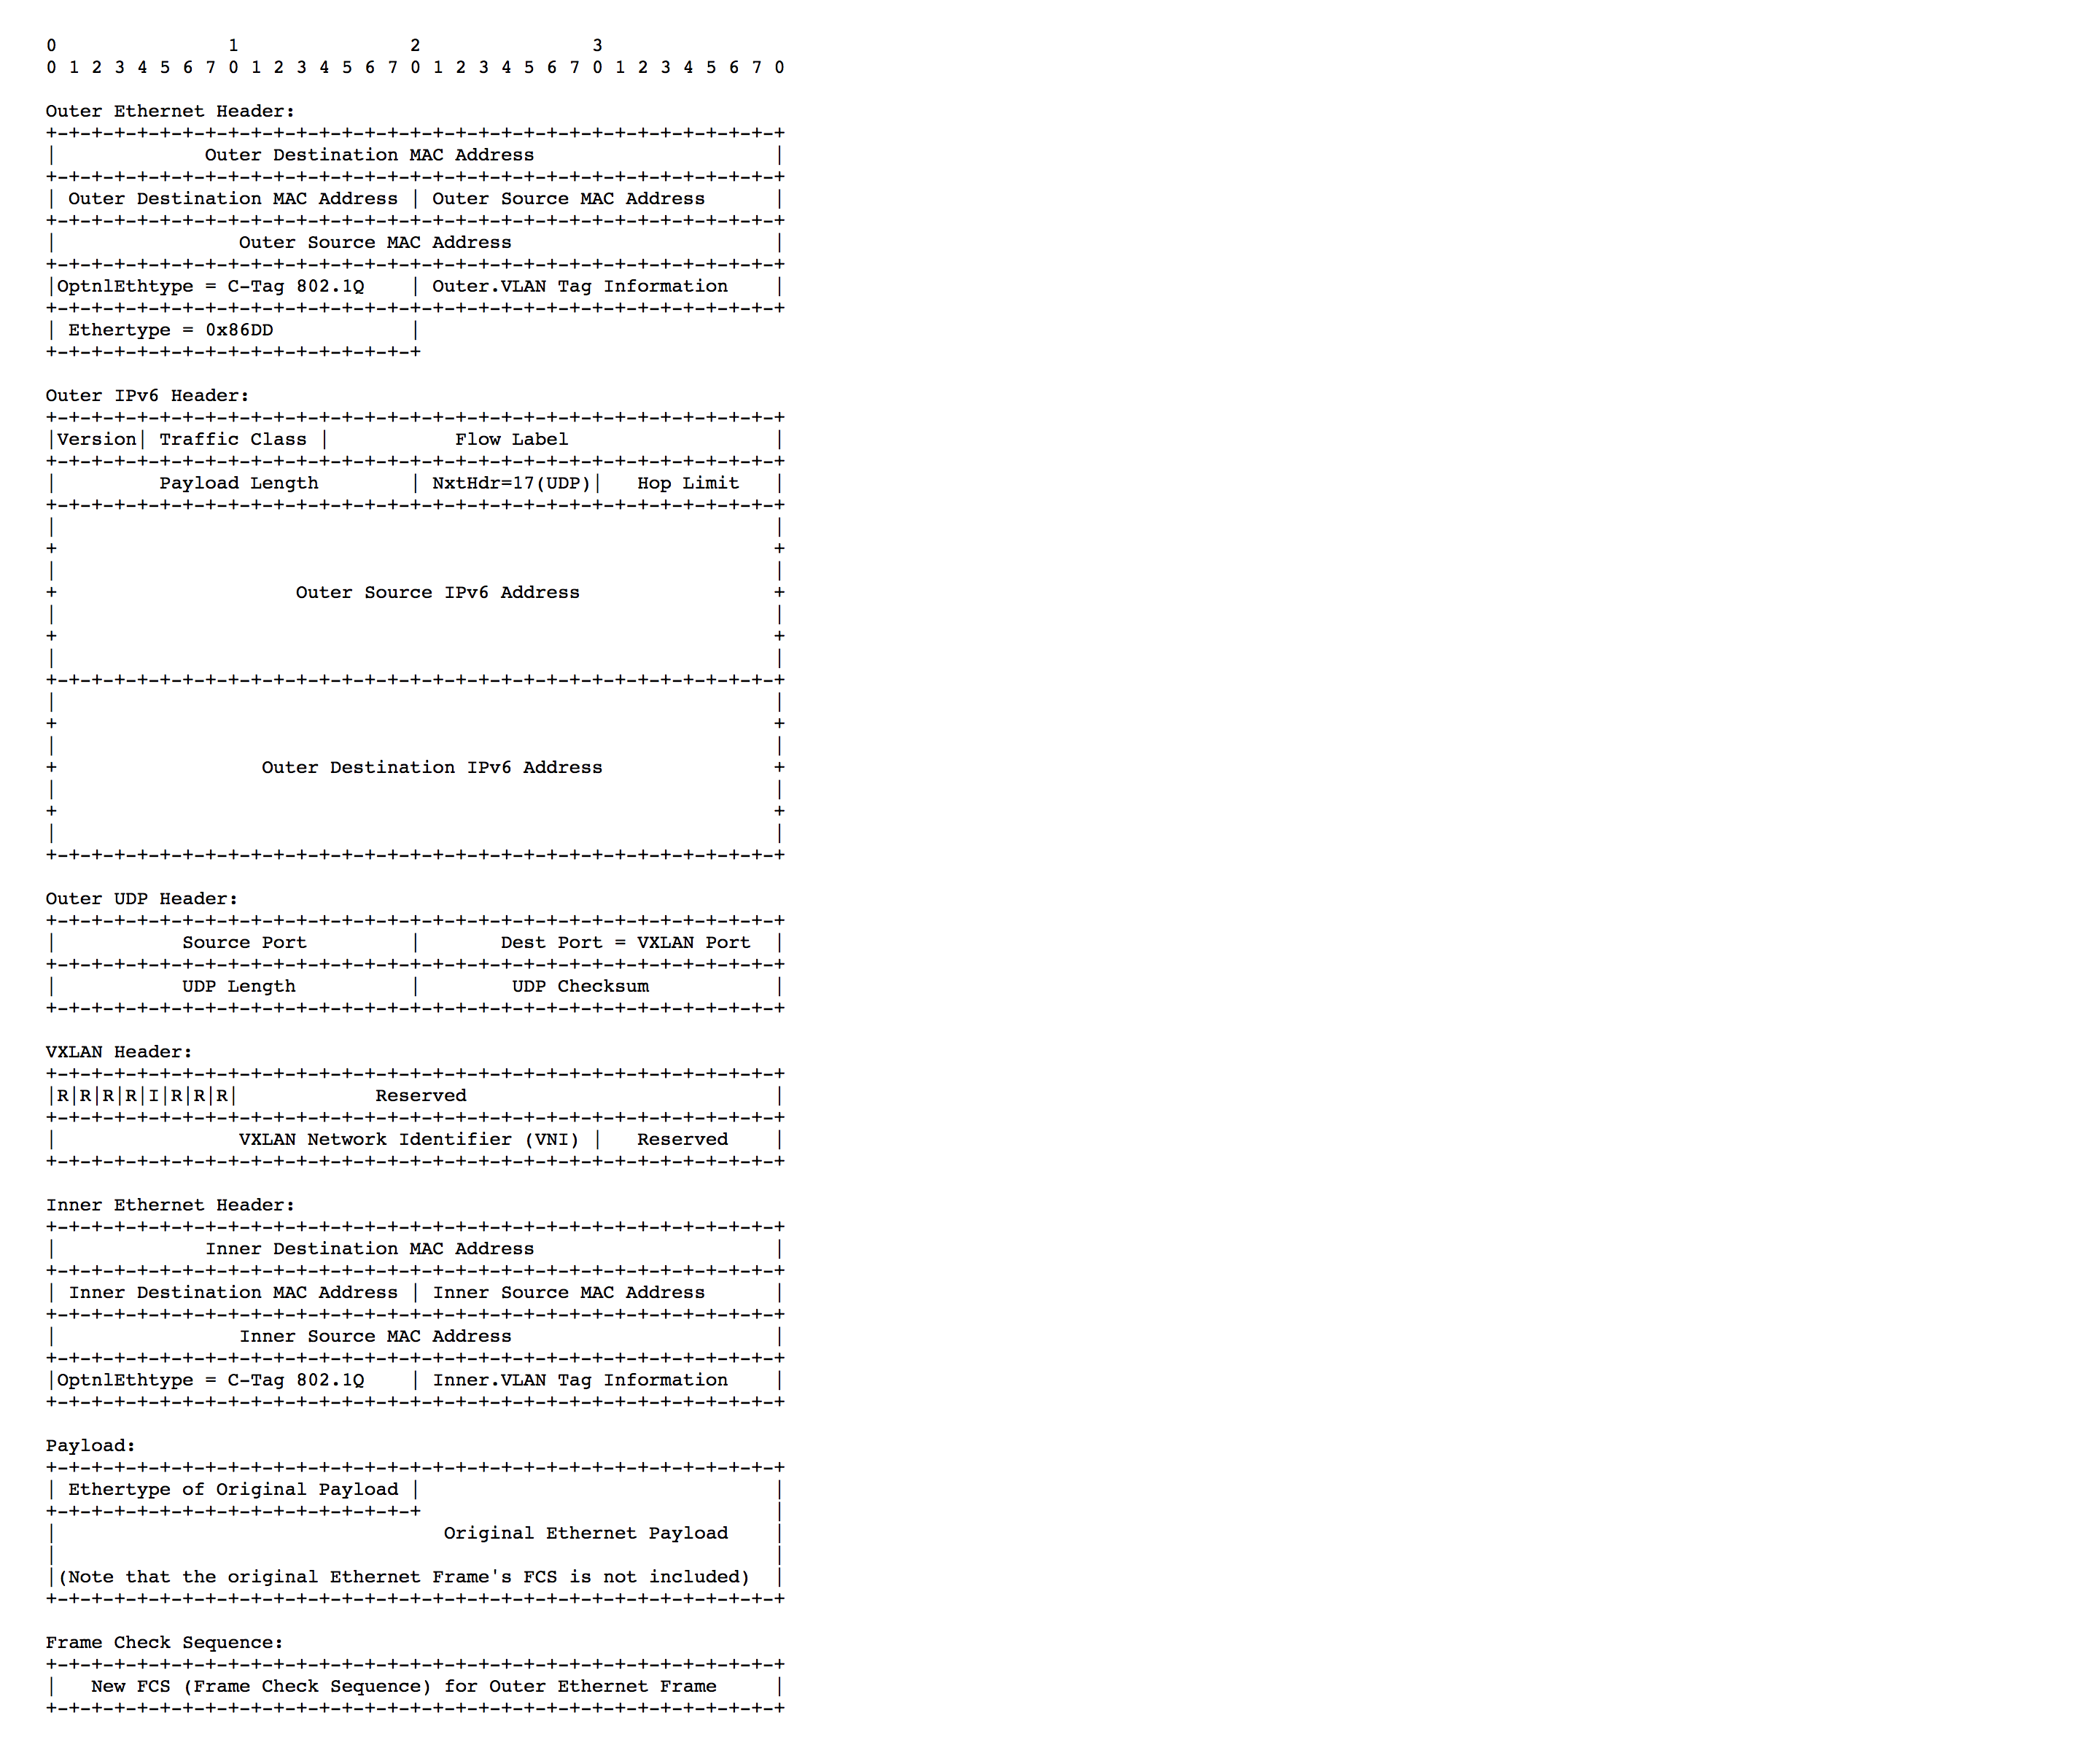 0               1               2               3
0 1 2 3 4 5 6 7 0 1 2 3 4 5 6 7 0 1 2 3 4 5 6 7 0 1 2 3 4 5 6 7 0

Outer Ethernet Header:
+-+-+-+-+-+-+-+-+-+-+-+-+-+-+-+-+-+-+-+-+-+-+-+-+-+-+-+-+-+-+-+-+
|             Outer Destination MAC Address                     |
+-+-+-+-+-+-+-+-+-+-+-+-+-+-+-+-+-+-+-+-+-+-+-+-+-+-+-+-+-+-+-+-+
| Outer Destination MAC Address | Outer Source MAC Address      |
+-+-+-+-+-+-+-+-+-+-+-+-+-+-+-+-+-+-+-+-+-+-+-+-+-+-+-+-+-+-+-+-+
|                Outer Source MAC Address                       |
+-+-+-+-+-+-+-+-+-+-+-+-+-+-+-+-+-+-+-+-+-+-+-+-+-+-+-+-+-+-+-+-+
|OptnlEthtype = C-Tag 802.1Q    | Outer.VLAN Tag Information    |
+-+-+-+-+-+-+-+-+-+-+-+-+-+-+-+-+-+-+-+-+-+-+-+-+-+-+-+-+-+-+-+-+
| Ethertype = 0x86DD            |
+-+-+-+-+-+-+-+-+-+-+-+-+-+-+-+-+

Outer IPv6 Header:
+-+-+-+-+-+-+-+-+-+-+-+-+-+-+-+-+-+-+-+-+-+-+-+-+-+-+-+-+-+-+-+-+
|Version| Traffic Class |           Flow Label                  |
+-+-+-+-+-+-+-+-+-+-+-+-+-+-+-+-+-+-+-+-+-+-+-+-+-+-+-+-+-+-+-+-+
|         Payload Length        | NxtHdr=17(UDP)|   Hop Limit   |
+-+-+-+-+-+-+-+-+-+-+-+-+-+-+-+-+-+-+-+-+-+-+-+-+-+-+-+-+-+-+-+-+
|                                                               |
+                                                               +
|                                                               |
+                     Outer Source IPv6 Address                 +
|                                                               |
+                                                               +
|                                                               |
+-+-+-+-+-+-+-+-+-+-+-+-+-+-+-+-+-+-+-+-+-+-+-+-+-+-+-+-+-+-+-+-+
|                                                               |
+                                                               +
|                                                               |
+                  Outer Destination IPv6 Address               +
|                                                               |
+                                                               +
|                                                               |
+-+-+-+-+-+-+-+-+-+-+-+-+-+-+-+-+-+-+-+-+-+-+-+-+-+-+-+-+-+-+-+-+

Outer UDP Header:
+-+-+-+-+-+-+-+-+-+-+-+-+-+-+-+-+-+-+-+-+-+-+-+-+-+-+-+-+-+-+-+-+
|           Source Port         |       Dest Port = VXLAN Port  |
+-+-+-+-+-+-+-+-+-+-+-+-+-+-+-+-+-+-+-+-+-+-+-+-+-+-+-+-+-+-+-+-+
|           UDP Length          |        UDP Checksum           |
+-+-+-+-+-+-+-+-+-+-+-+-+-+-+-+-+-+-+-+-+-+-+-+-+-+-+-+-+-+-+-+-+

VXLAN Header:
+-+-+-+-+-+-+-+-+-+-+-+-+-+-+-+-+-+-+-+-+-+-+-+-+-+-+-+-+-+-+-+-+
|R|R|R|R|I|R|R|R|            Reserved                           |
+-+-+-+-+-+-+-+-+-+-+-+-+-+-+-+-+-+-+-+-+-+-+-+-+-+-+-+-+-+-+-+-+
|                VXLAN Network Identifier (VNI) |   Reserved    |
+-+-+-+-+-+-+-+-+-+-+-+-+-+-+-+-+-+-+-+-+-+-+-+-+-+-+-+-+-+-+-+-+

Inner Ethernet Header:
+-+-+-+-+-+-+-+-+-+-+-+-+-+-+-+-+-+-+-+-+-+-+-+-+-+-+-+-+-+-+-+-+
|             Inner Destination MAC Address                     |
+-+-+-+-+-+-+-+-+-+-+-+-+-+-+-+-+-+-+-+-+-+-+-+-+-+-+-+-+-+-+-+-+
| Inner Destination MAC Address | Inner Source MAC Address      |
+-+-+-+-+-+-+-+-+-+-+-+-+-+-+-+-+-+-+-+-+-+-+-+-+-+-+-+-+-+-+-+-+
|                Inner Source MAC Address                       |
+-+-+-+-+-+-+-+-+-+-+-+-+-+-+-+-+-+-+-+-+-+-+-+-+-+-+-+-+-+-+-+-+
|OptnlEthtype = C-Tag 802.1Q    | Inner.VLAN Tag Information    |
+-+-+-+-+-+-+-+-+-+-+-+-+-+-+-+-+-+-+-+-+-+-+-+-+-+-+-+-+-+-+-+-+

Payload:
+-+-+-+-+-+-+-+-+-+-+-+-+-+-+-+-+-+-+-+-+-+-+-+-+-+-+-+-+-+-+-+-+
| Ethertype of Original Payload |                               |
+-+-+-+-+-+-+-+-+-+-+-+-+-+-+-+-+                               |
|                                  Original Ethernet Payload    |
|                                                               |
|(Note that the original Ethernet Frame's FCS is not included)  |
+-+-+-+-+-+-+-+-+-+-+-+-+-+-+-+-+-+-+-+-+-+-+-+-+-+-+-+-+-+-+-+-+

Frame Check Sequence:
+-+-+-+-+-+-+-+-+-+-+-+-+-+-+-+-+-+-+-+-+-+-+-+-+-+-+-+-+-+-+-+-+
|   New FCS (Frame Check Sequence) for Outer Ethernet Frame     |
+-+-+-+-+-+-+-+-+-+-+-+-+-+-+-+-+-+-+-+-+-+-+-+-+-+-+-+-+-+-+-+-+